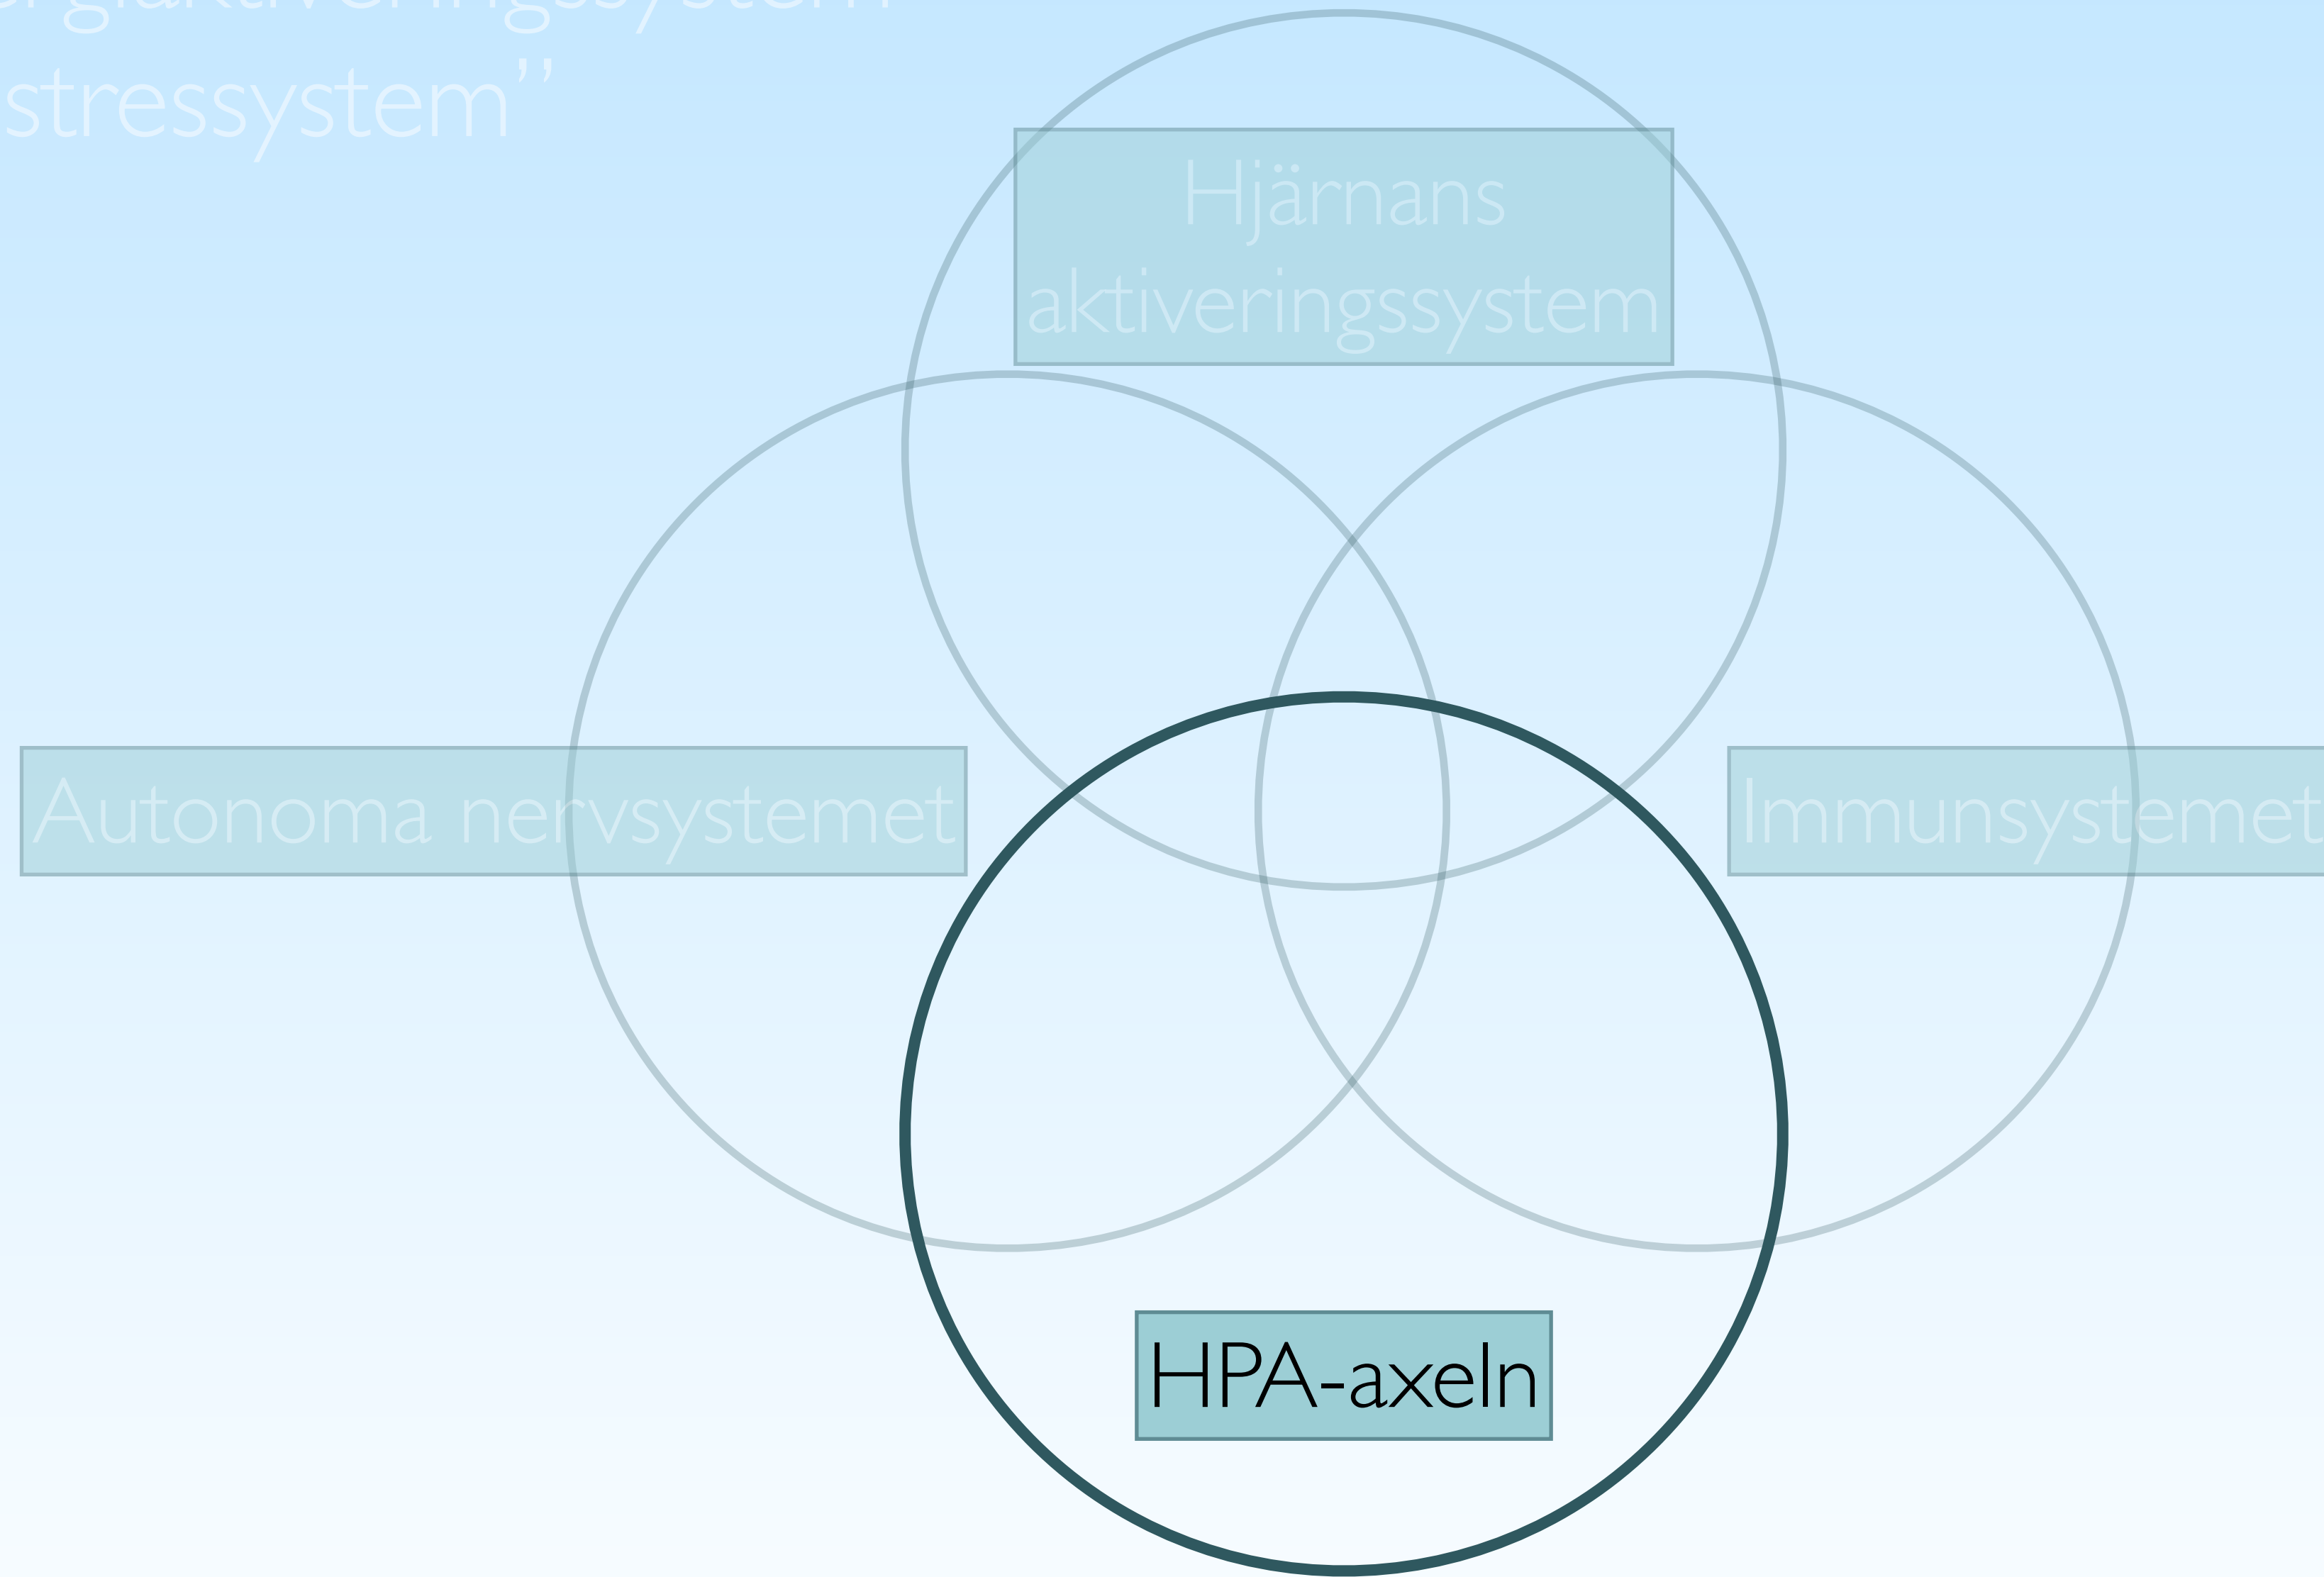 stressystem”
Hjärnans
aktiveringssystem
Autonoma nervsystemet
Immunsystemet
HPA-axeln